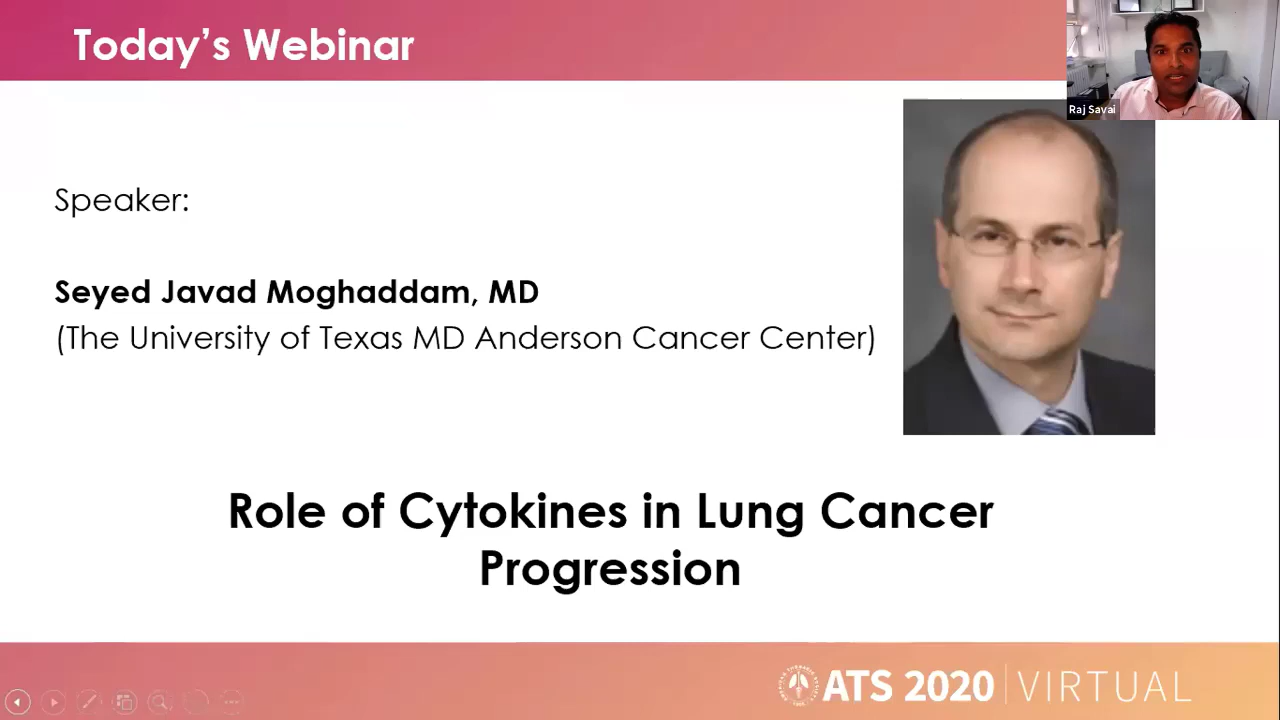 Today's Webinar
Raj Savai
Speaker:
Seyed Javad Moghaddam, MD
(The University of Texas MD Anderson Cancer Center)
Role of Cytokines in Lung Cancer
Progression
ATS 2020 VIRTUAL